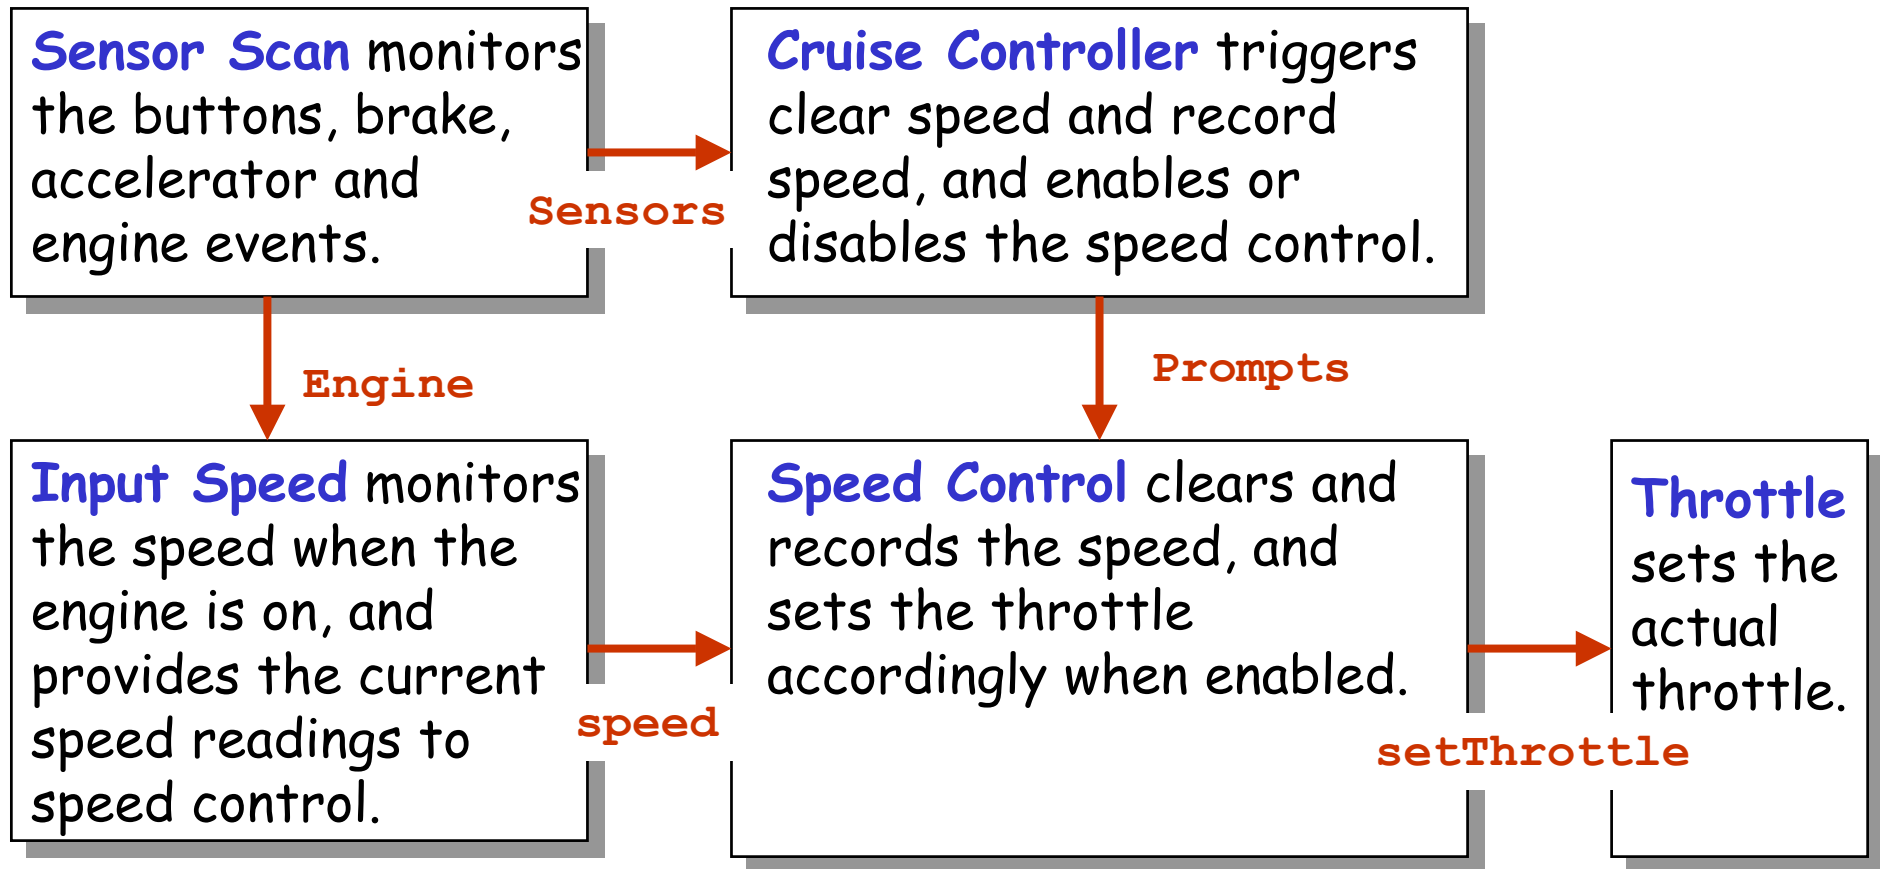 Sensor Scan monitors
the buttons, brake,
accelerator and
engine events.
Sensors
Cruise Controller triggers
clear speed and record
speed, and enables or
disables the speed control.
Engine
Prompts
Input Speed monitors
the speed when the
engine is on, and
provides the current
speed readings to
speed control.
speed
Speed Control clears and
records the speed, and
sets the throttle
accordingly when enabled.
setThrottle
Throttle
sets the
actual
throttle.